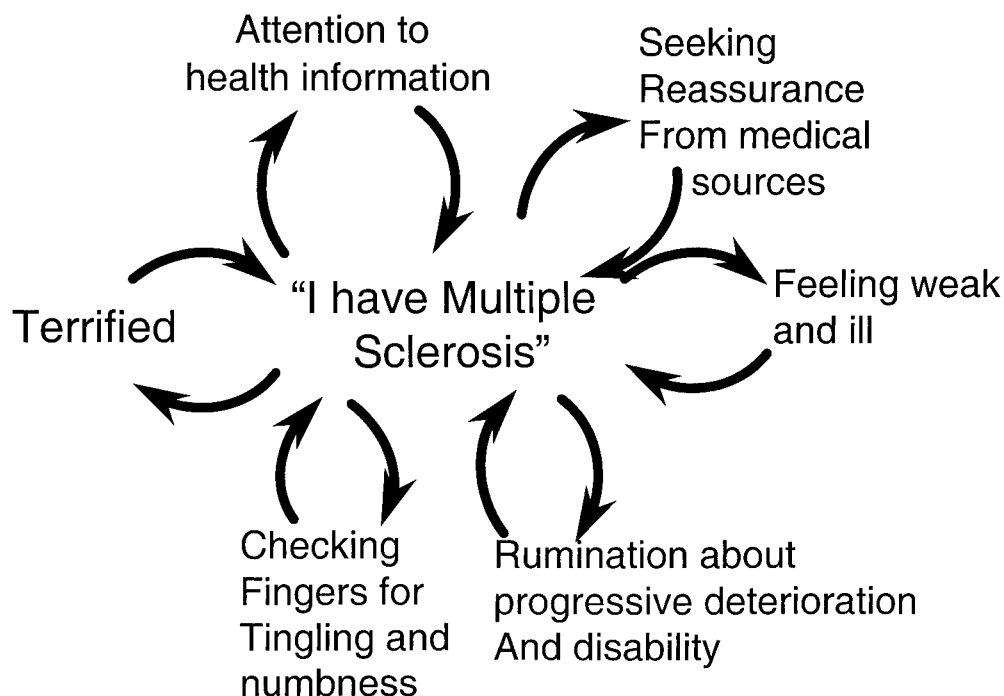 Attention to
health information
Seeking
Reassurance
From medical
sources
Terrified
“I have Multiple
Sclerosis”
Feeling weak
and ill
Checking
Fingers for
Tingling and
numbness
Rumination about
progressive deterioration
And disability